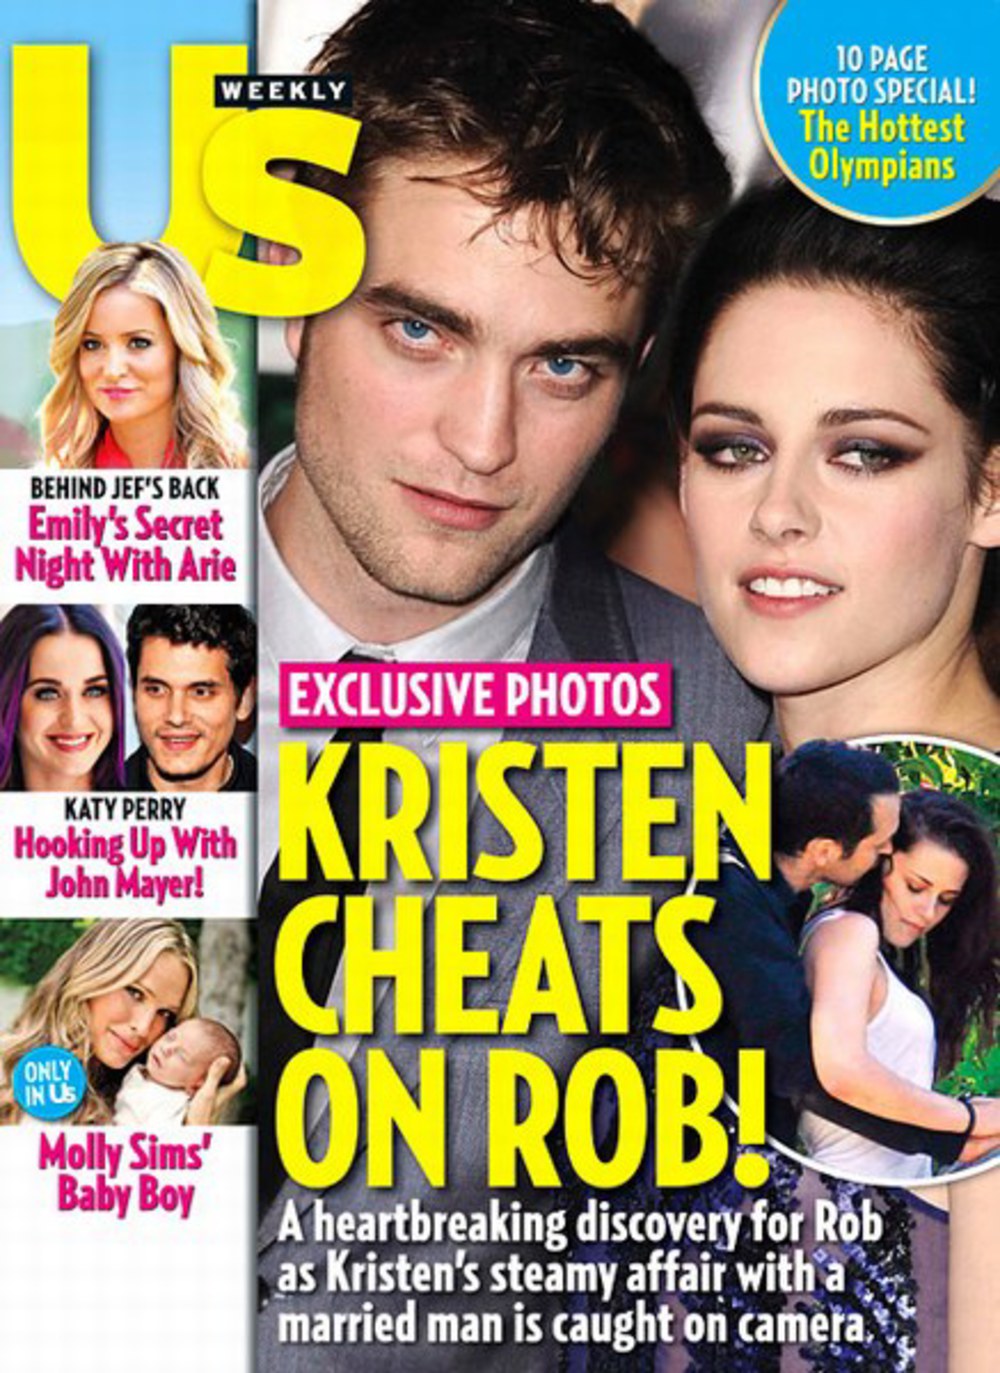 Us
WEEKLY
10 PAGE
PHOTO SPECIAL!
The Hottest
Olympians
BEHIND JEF'S BACK
Emily's Secret
Night With Arie
KATY PERRY
Hooking Up With
John Mayer!
ONLY
IN Us
Molly Sims'
Baby Boy
EXCLUSIVE PHOTOS
KRISTEN
CHEATS
ON ROB!
A heartbreaking discovery for Rob
as Kristen's steamy affair with a
married man is caught on camera.